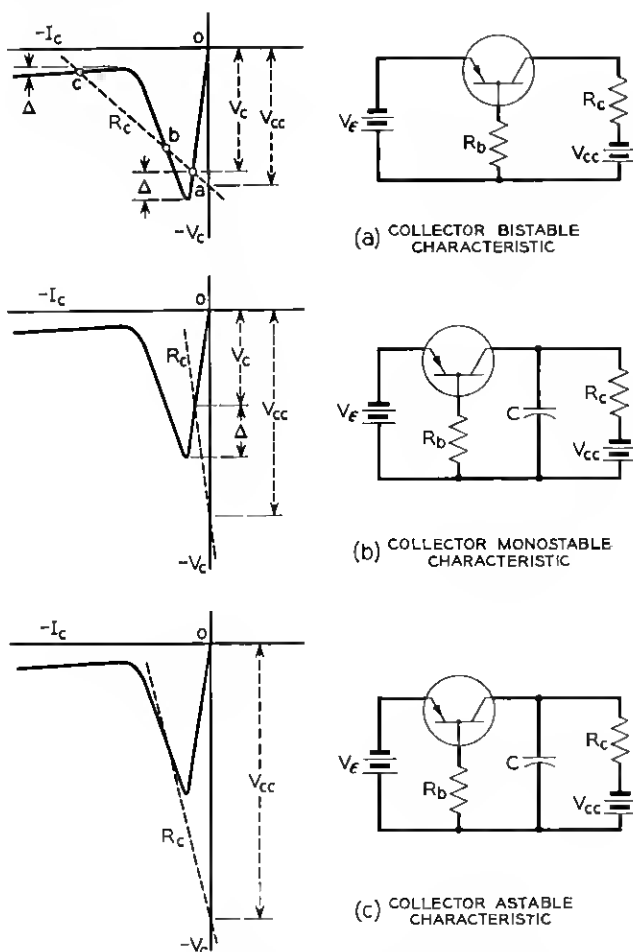 -Ic
O
Δ
c
Rc
b
Vc
Vcc
Δ
a
-Vc
Vε
Rb
Rc
Vcc
(a) COLLECTOR BISTABLE
CHARACTERISTIC
-Ic
O
Rc
Vc
Vcc
Δ
-Vc
Vε
Rb
C
Rc
Vcc
(b) COLLECTOR MONOSTABLE
CHARACTERISTIC
-Ic
O
Vcc
Rc
-Vc
Vε
Rb
C
Rc
Vcc
(c) COLLECTOR ASTABLE
CHARACTERISTIC